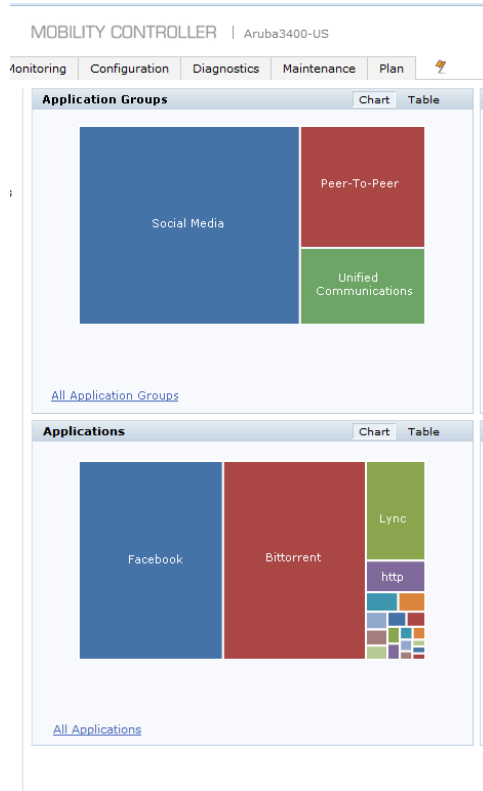 MOBILITY CONTROLLER | Aruba3400-US
Monitoring Configuration Diagnostics Maintenance Plan
Application Groups Chart Table
Social Media
Peer-To-Peer
Unified
Communications
All Application Groups
Applications Chart Table
Facebook
Bittorrent
Lync
http
All Applications